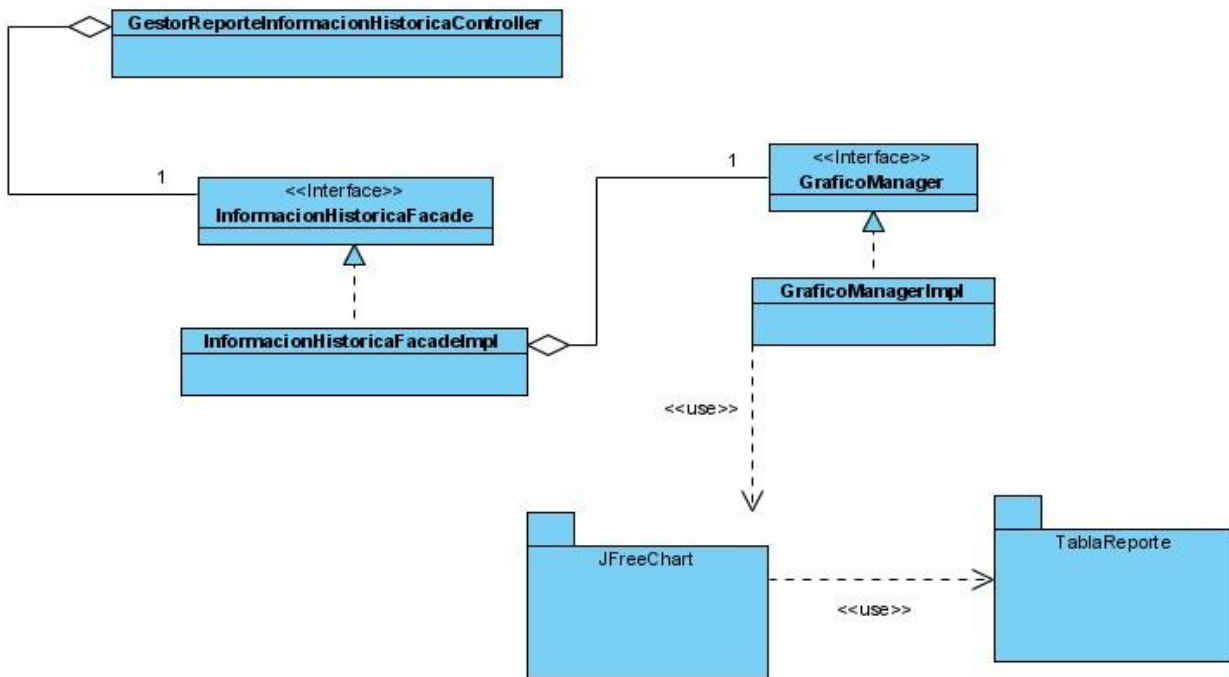 GestorReporteInformacionHistoricaController
1
<<Interface>>
InformacionHistoricaFacade
1
<<Interface>>
GraficoManager
GraficoManagerImpl
InformacionHistoricaFacadeImpl
<<use>>
JFreeChart
TablaReporte
<<use>>